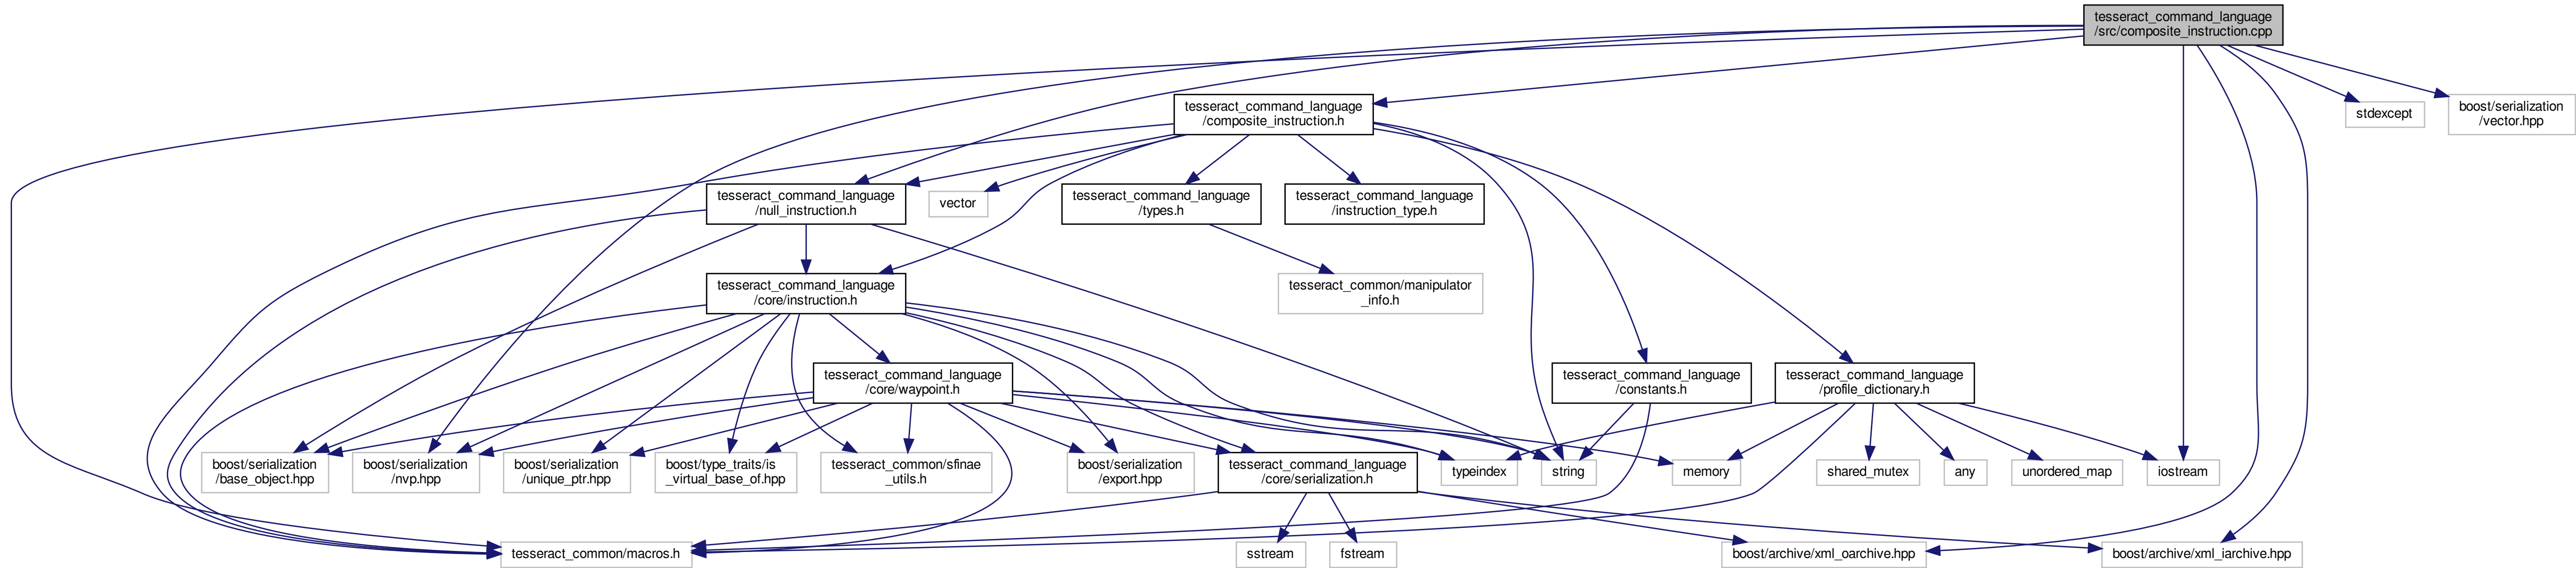 tesseract_command_language
/src/composite_instruction.cpp
tesseract_command_language
/composite_instruction.h
stdexcept
boost/serialization
/vector.hpp
tesseract_command_language
/null_instruction.h
vector
tesseract_command_language
/types.h
tesseract_command_language
/instruction_type.h
tesseract_command_language
/core/instruction.h
tesseract_common/manipulator
_info.h
tesseract_command_language
/core/waypoint.h
tesseract_command_language
/constants.h
tesseract_command_language
/profile_dictionary.h
boost/serialization
/base_object.hpp
boost/serialization
/nvp.hpp
boost/serialization
/unique_ptr.hpp
boost/type_traits/is
_virtual_base_of.hpp
tesseract_common/sfinae
_utils.h
boost/serialization
/export.hpp
tesseract_command_language
/core/serialization.h
typeindex
string
memory
shared_mutex
any
unordered_map
iostream
tesseract_common/macros.h
sstream
fstream
boost/archive/xml_oarchive.hpp
boost/archive/xml_iarchive.hpp